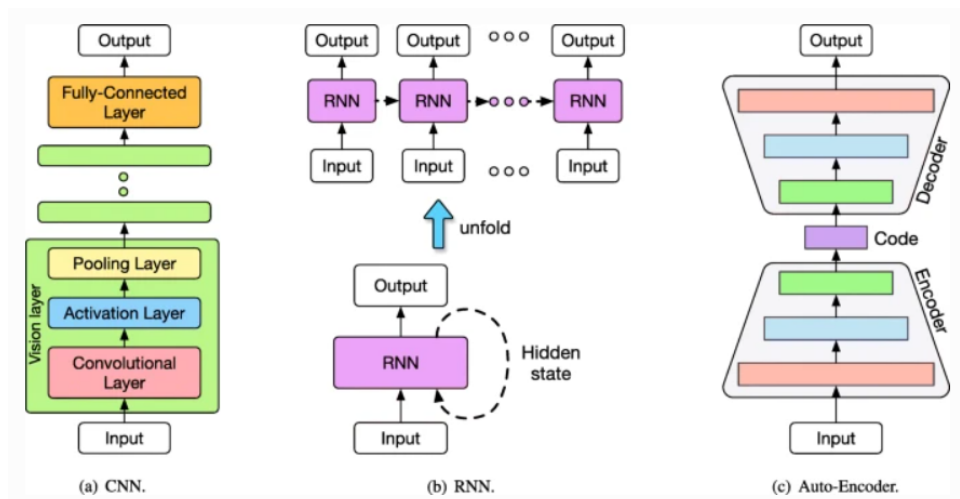 Output
Fully-Connected
Layer
Pooling Layer
Activation Layer
Convolutional
Layer
Vision layer
Input
(a) CNN.
Output
Output
Output
RNN
RNN
RNN
Input
Input
Input
unfold
Output
RNN
Hidden
state
Input
(b) RNN.
Output
Decoder
Code
Encoder
Input
(c) Auto-Encoder.